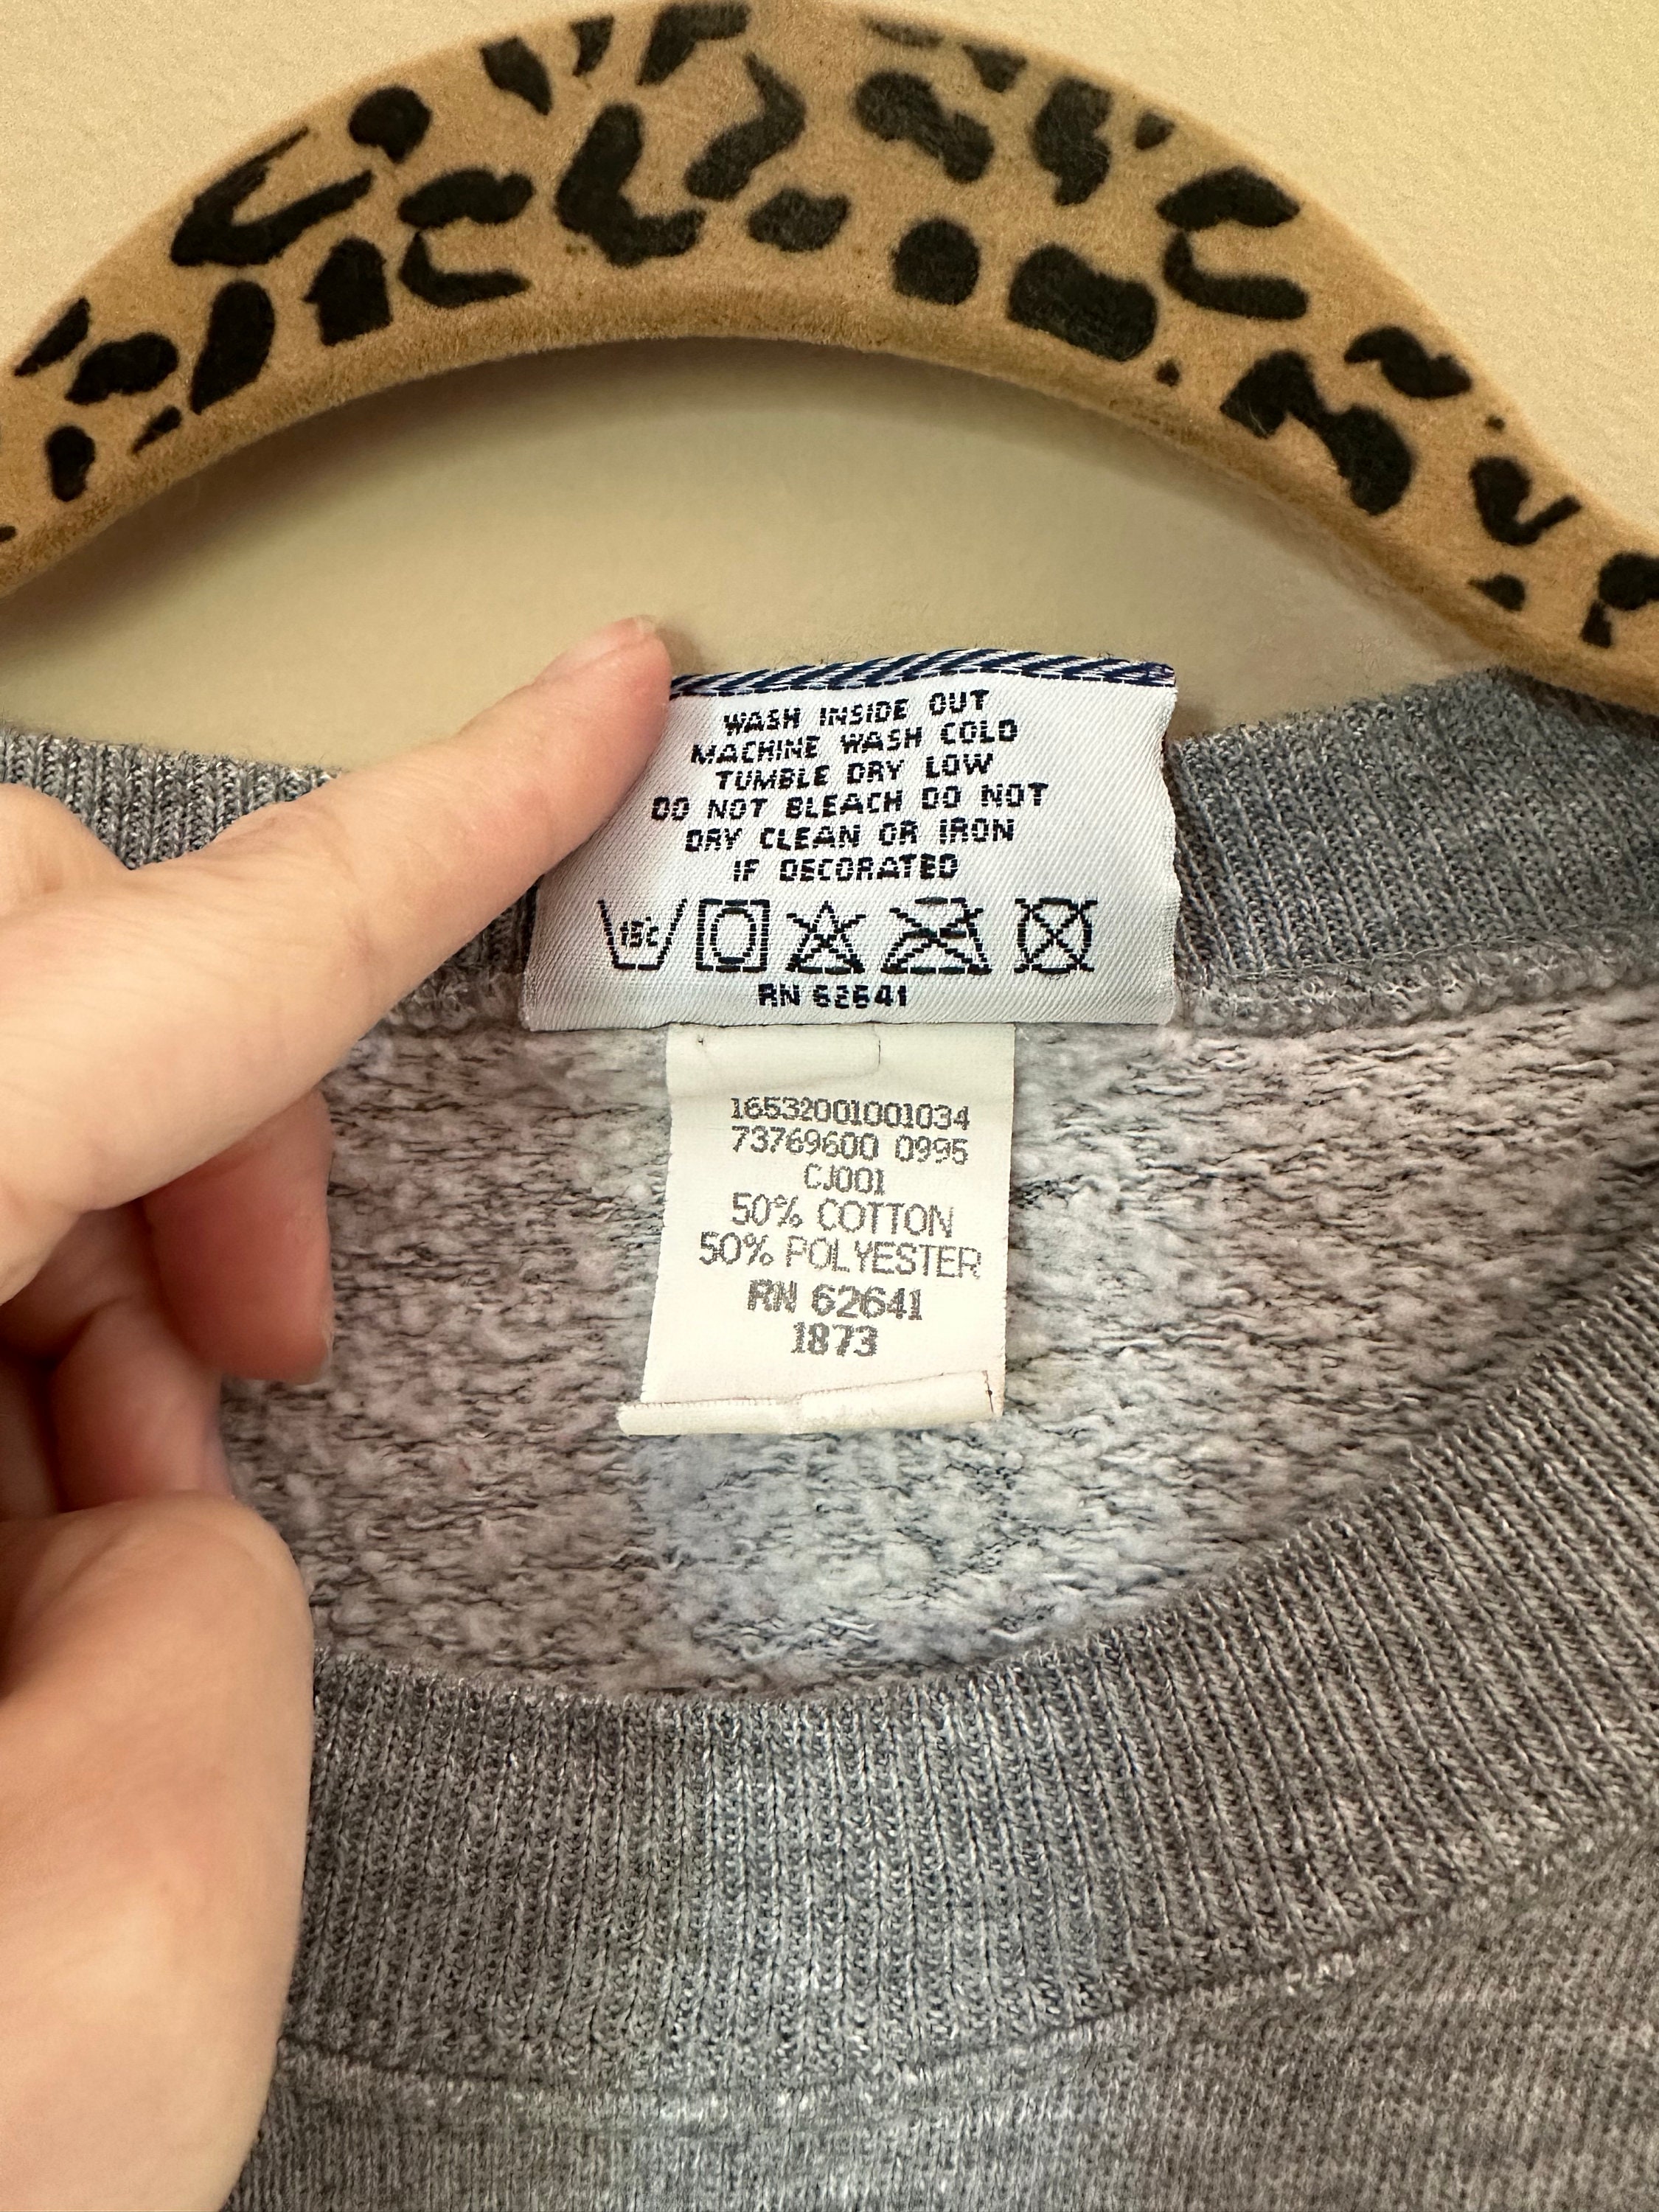 WASH INSIDE OUT
MACHINE WASH COLD
TUMBLE DRY LOW
DO NOT BLEACH DO NOT
DRY CLEAN OR IRON
IF DECORATED
15°C
RN 62641
16532001001034
73769600 0995
CJ001
50% COTTON
50% POLYESTER
RN 62641
1873